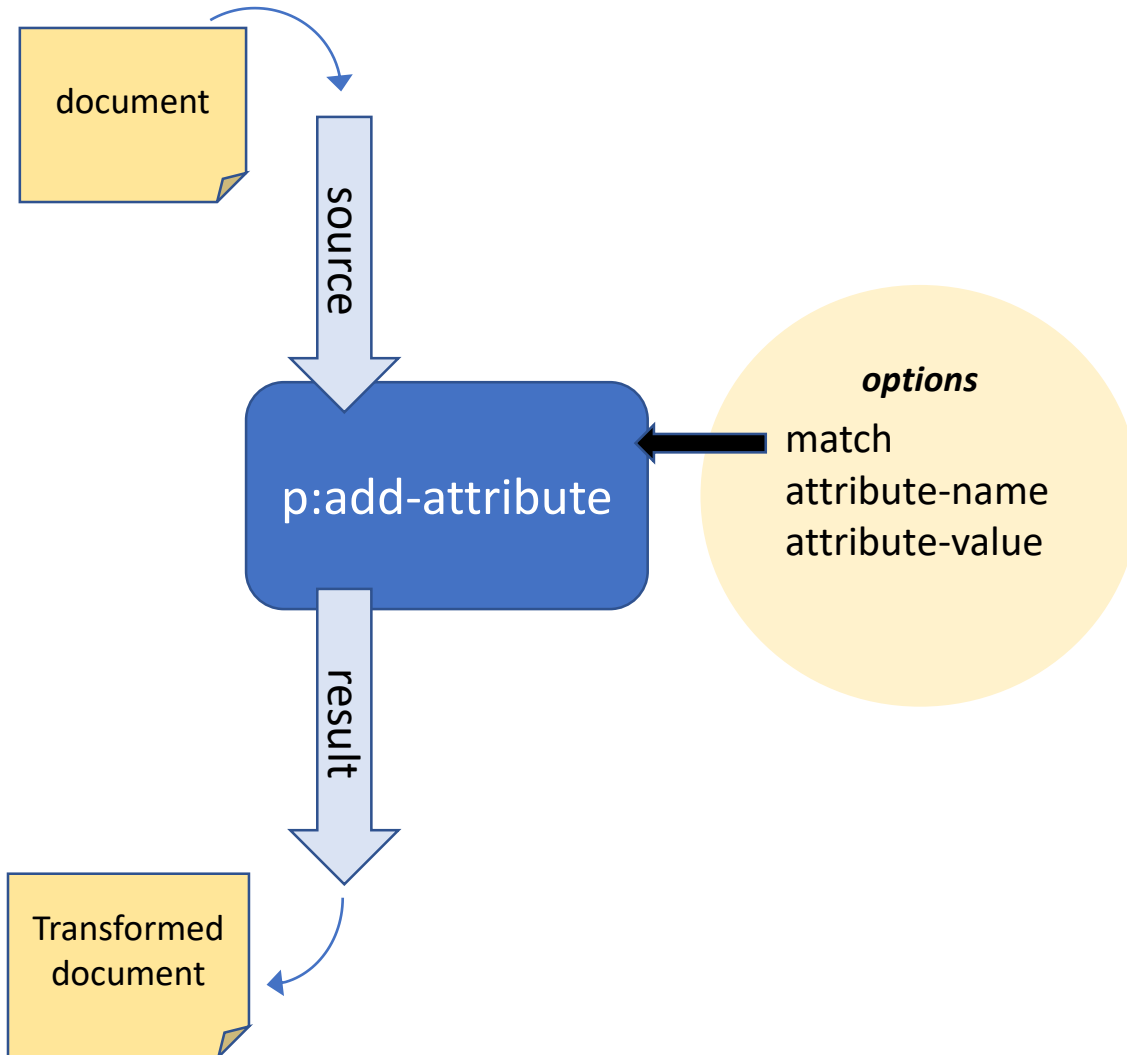 document
source
options
match
attribute-name
attribute-value
p:add-attribute
result
Transformed
document